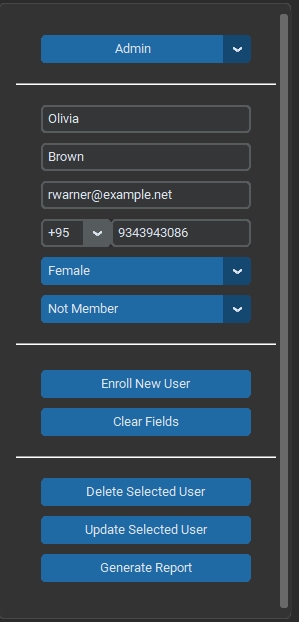 Admin
Olivia
Brown
rwarner@example.net
+95 9343943086
Female
Not Member
Enroll New User
Clear Fields
Delete Selected User
Update Selected User
Generate Report